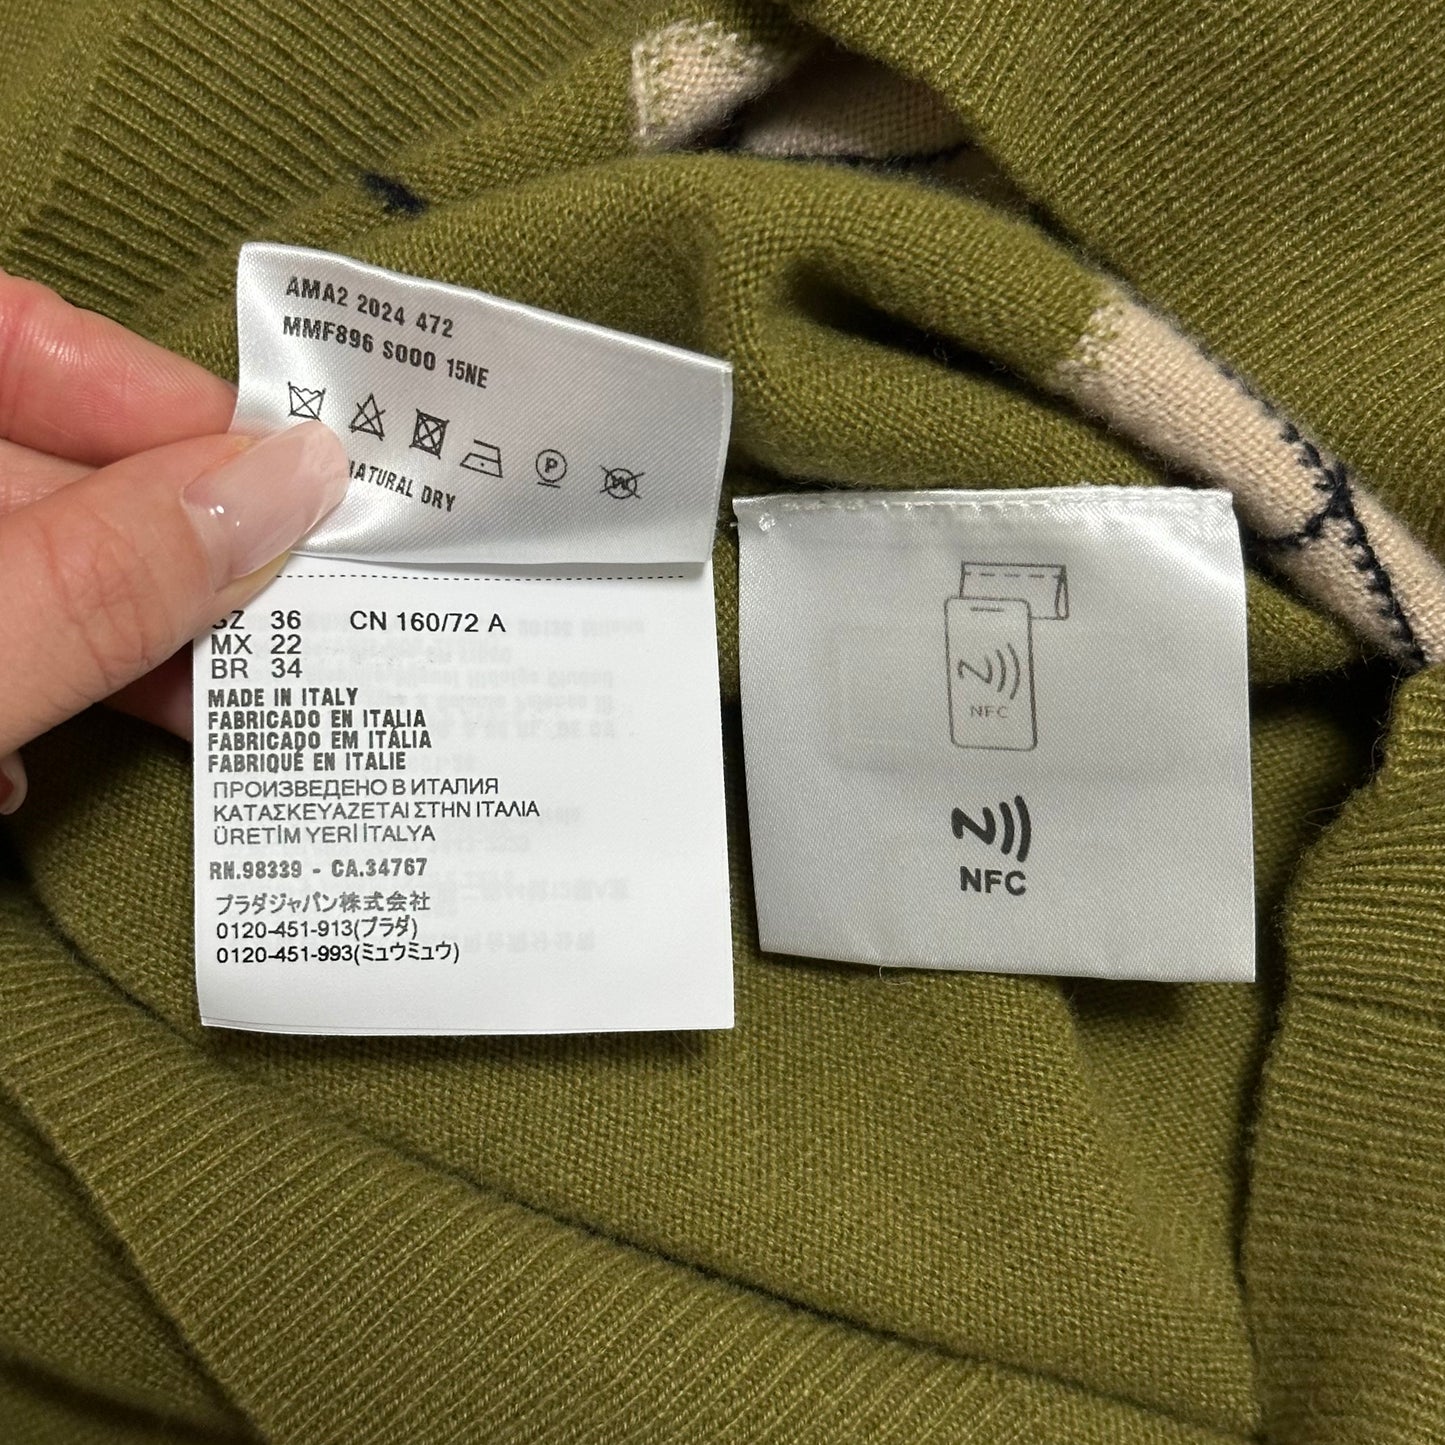 AMA2 2024 472
MMF896 S000 15NE
P
W
NATURAL DRY
SZ 36 CN 160/72 A
MX 22
BR 34
MADE IN ITALY
FABRICADO EN ITALIA
FABRICADO EM ITÁLIA
FABRIQUÉ EN ITALIE
ПРОИЗВЕДЕНО В ИТАЛИЯ
ΚΑΤΑΣΚΕΥΑΖΕΤΑΙ ΣΤΗΝ ΙΤΑΛΙΑ
ÜRETİM YERİ İTALYA
RN.98339 - CA.34767
プラダジャパン株式会社
0120-451-913(プラダ)
0120-451-993(ミュウミュウ)
NFC
NFC